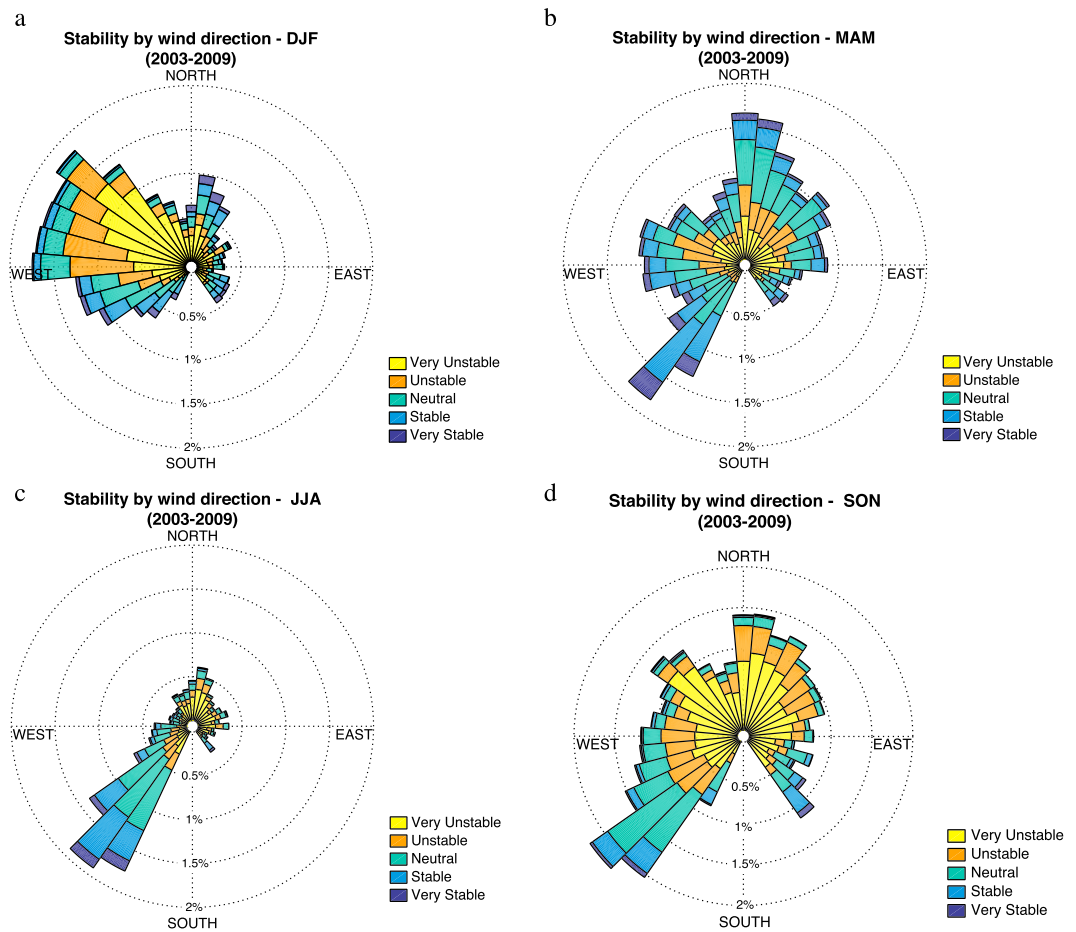 a
Stability by wind direction - DJF
(2003-2009)
NORTH
WEST
EAST
0.5%
1%
1.5%
2%
SOUTH
Very Unstable
Unstable
Neutral
Stable
Very Stable
b
Stability by wind direction - MAM
(2003-2009)
NORTH
WEST
EAST
0.5%
1%
1.5%
2%
SOUTH
Very Unstable
Unstable
Neutral
Stable
Very Stable
c
Stability by wind direction - JJA
(2003-2009)
NORTH
WEST
EAST
0.5%
1%
1.5%
2%
SOUTH
Very Unstable
Unstable
Neutral
Stable
Very Stable
d
Stability by wind direction - SON
(2003-2009)
NORTH
WEST
EAST
0.5%
1%
1.5%
2%
SOUTH
Very Unstable
Unstable
Neutral
Stable
Very Stable